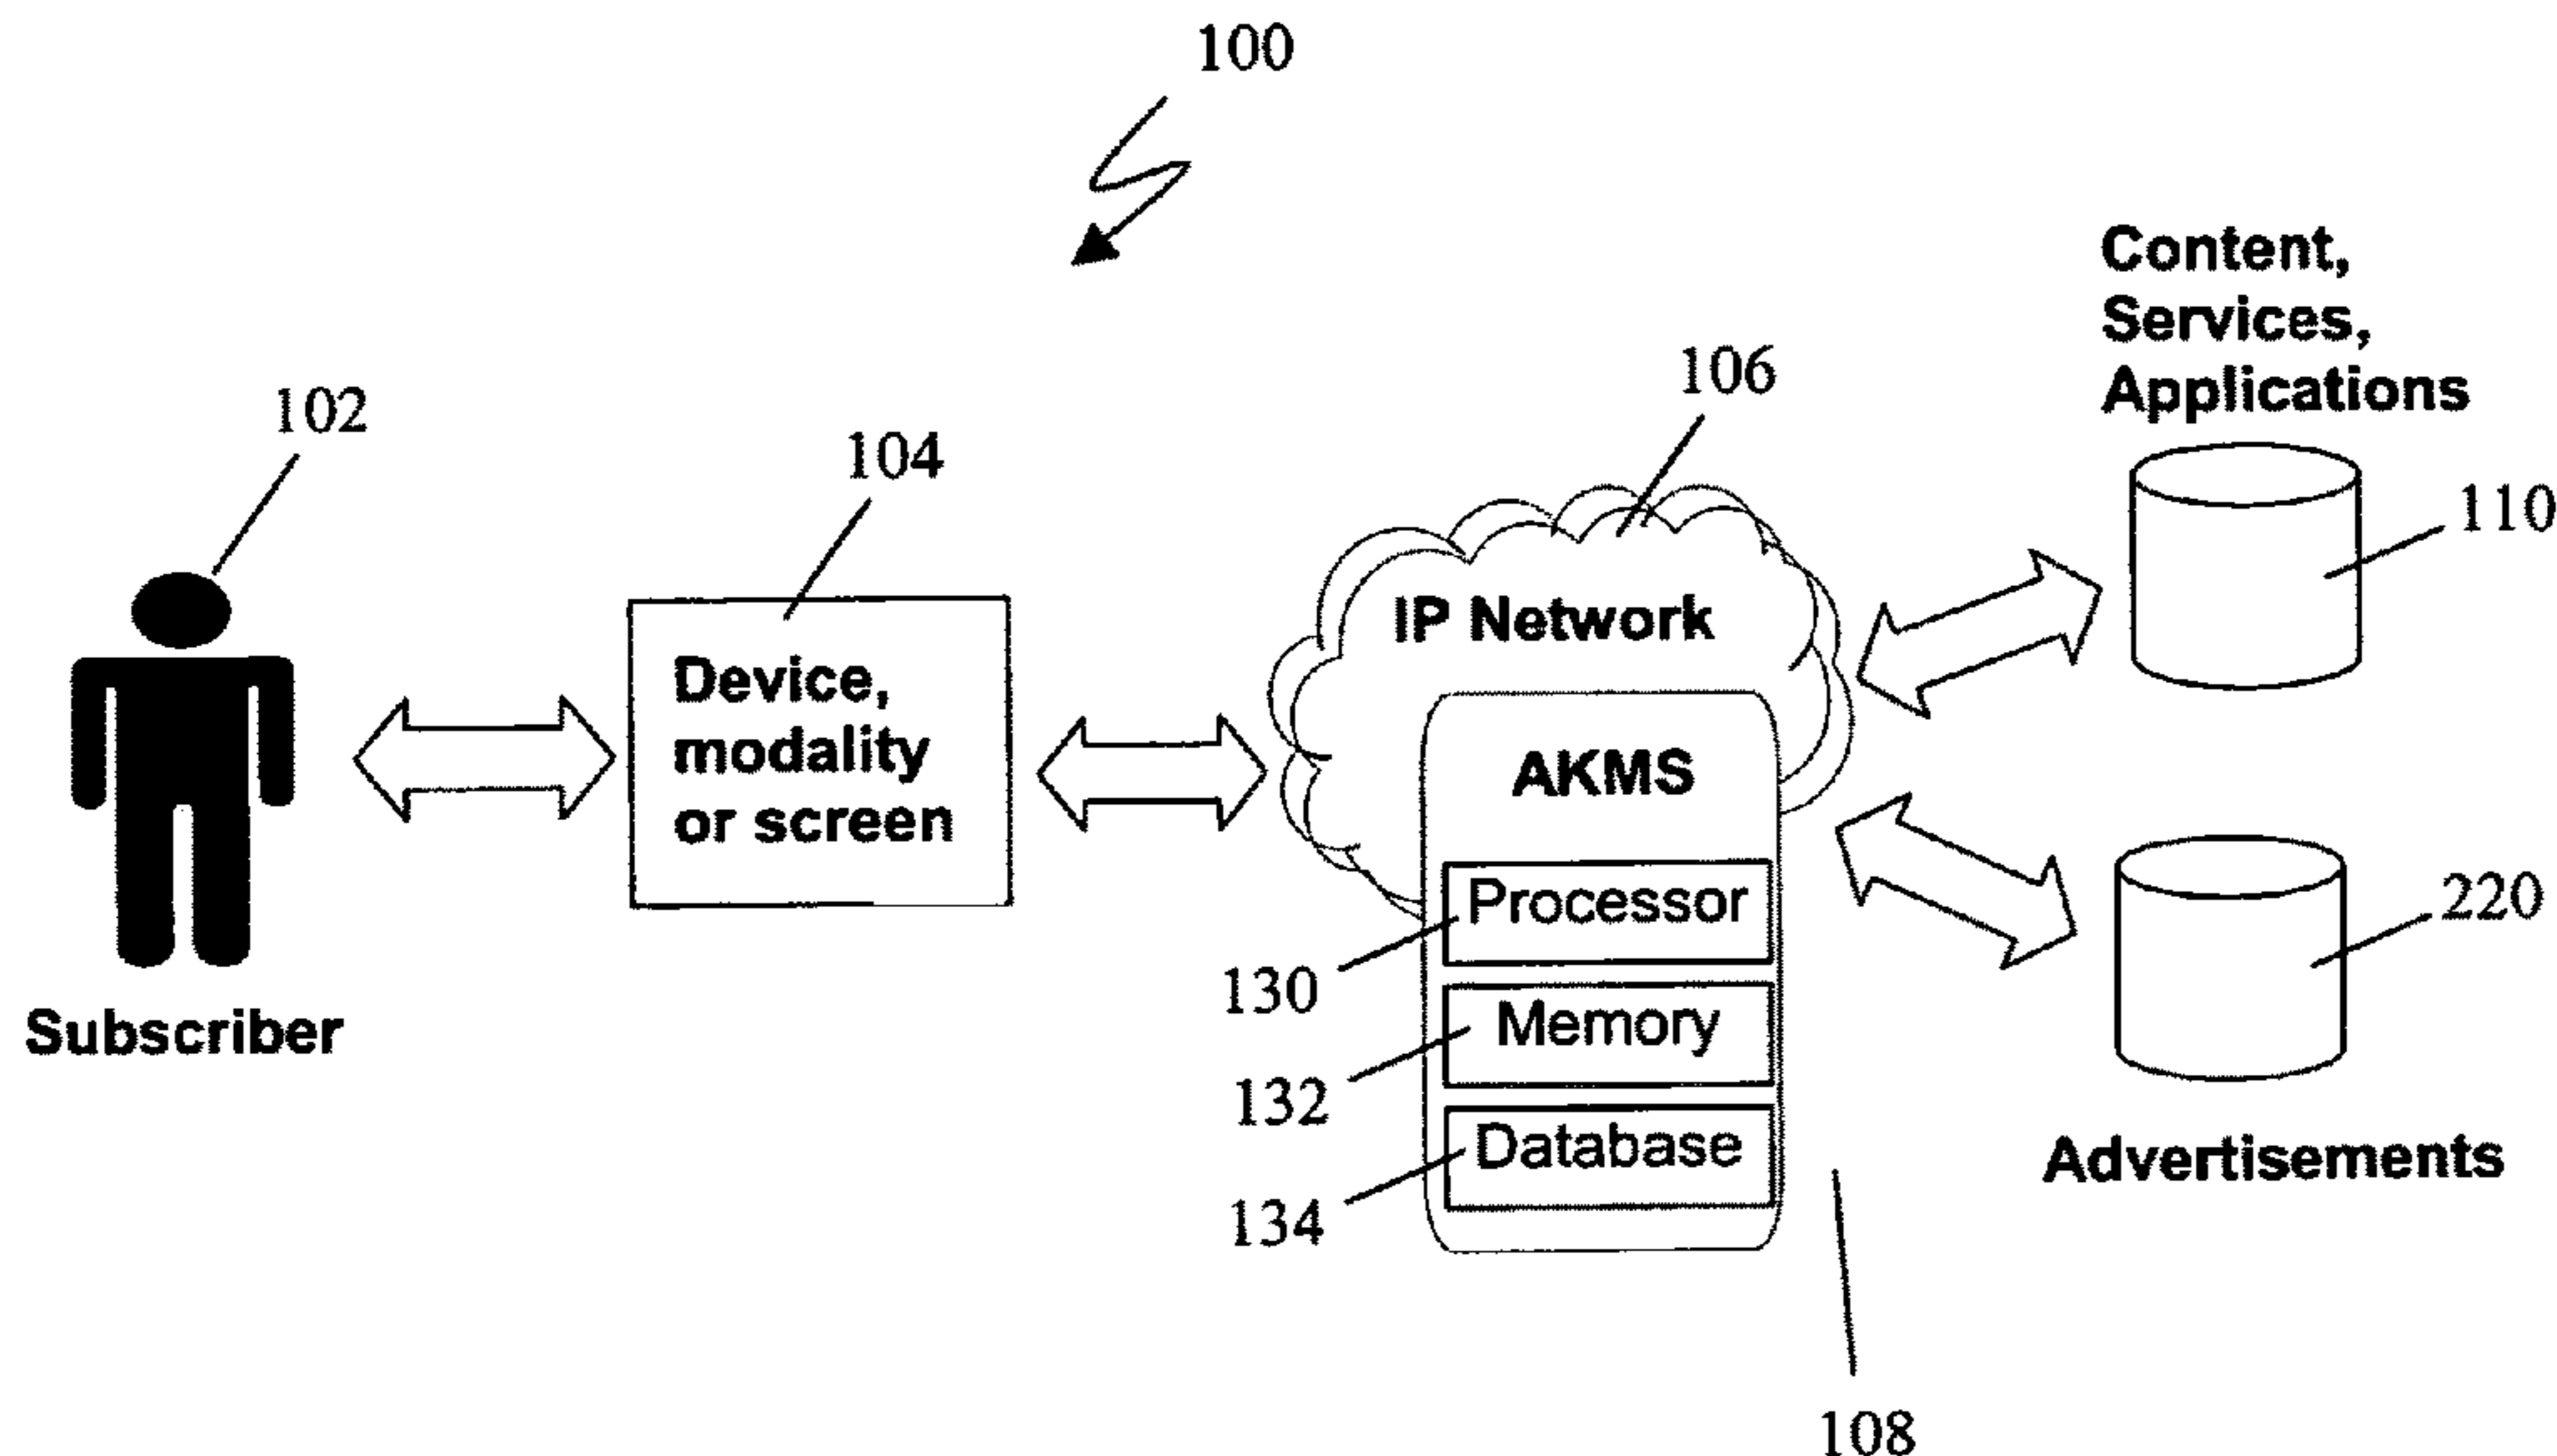 100
Content,
Services,
Applications
106
102
104
110
IP Network
Device,
modality
or screen
AKMS
Processor
220
130
Memory
Subscriber
132
Database
Advertisements
134
108